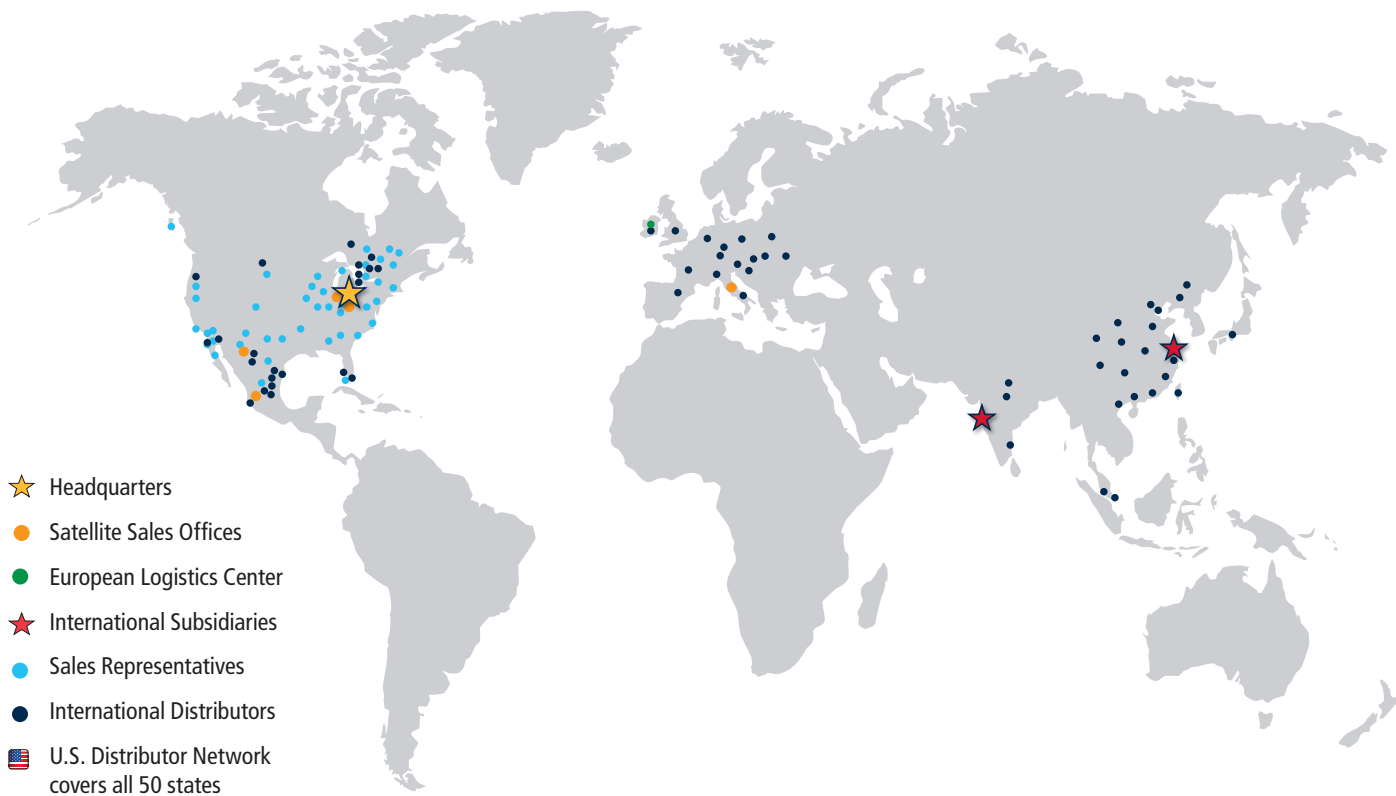 Headquarters
Satellite Sales Offices
European Logistics Center
International Subsidiaries
Sales Representatives
International Distributors
U.S. Distributor Network
covers all 50 states